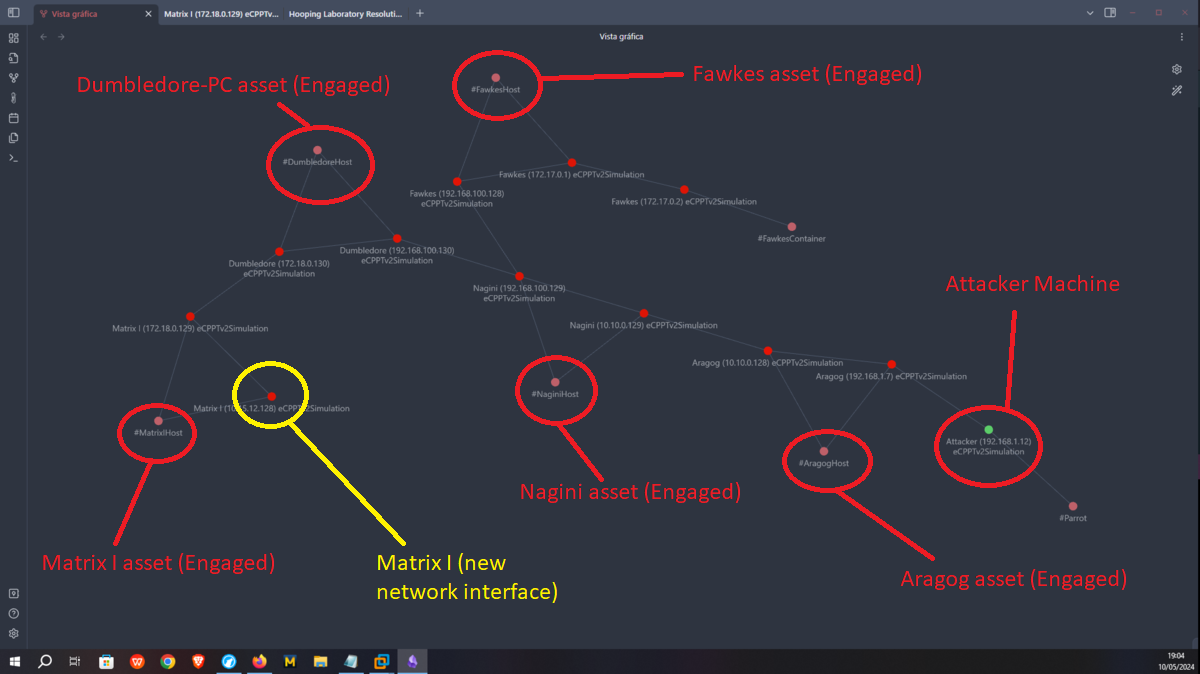 Vista gráfica
Matrix I (172.18.0.129) eCPPTv...
Hooping Laboratory Resoluti...
Vista gráfica
Dumbledore-PC asset (Engaged)
Fawkes asset (Engaged)
#FawkesHost
#DumbledoreHost
Fawkes (172.17.0.1) eCPPTv2Simulation
Fawkes (192.168.100.128)
eCPPTv2Simulation
Fawkes (172.17.0.2) eCPPTv2Simulation
#FawkesContainer
Dumbledore (192.168.100.130)
eCPPTv2Simulation
Dumbledore (172.18.0.130)
eCPPTv2Simulation
Nagini (192.168.100.129)
eCPPTv2Simulation
Attacker Machine
Matrix I (172.18.0.129) eCPPTv2Simulation
Nagini (10.10.0.129) eCPPTv2Simulation
Aragog (10.10.0.128) eCPPTv2Simulation
Aragog (192.168.1.7) eCPPTv2Simulation
#NaginiHost
Matrix I
#MatrixIHost
Attacker (192.168.1.12)
eCPPTv2Simulation
#AragogHost
Nagini asset (Engaged)
#Parrot
Matrix I asset (Engaged)
Matrix I (new
network interface)
Aragog asset (Engaged)
19:04
10/05/2024